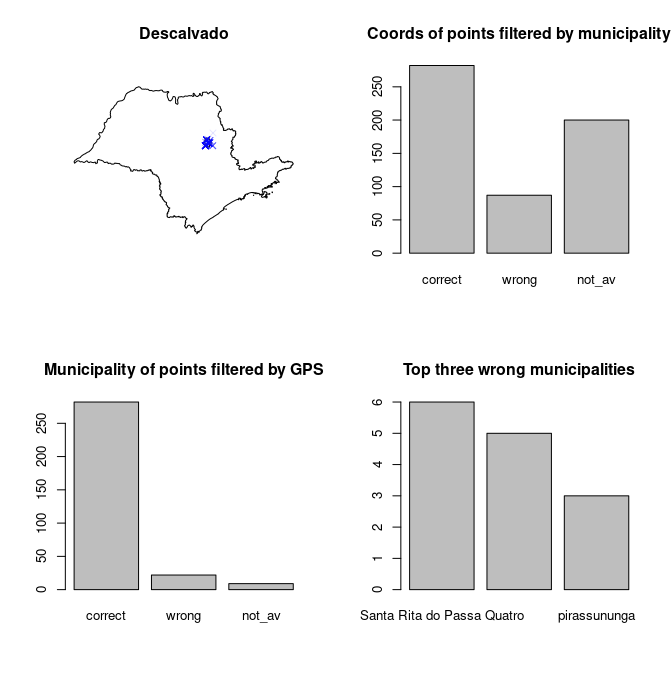 Descalvado
Coords of points filtered by municipality
250
200
150
100
50
0
correct wrong not_av
Municipality of points filtered by GPS
250
200
150
100
50
0
correct wrong not_av
Top three wrong municipalities
6
5
4
3
2
1
0
Santa Rita do Passa Quatro pirassununga